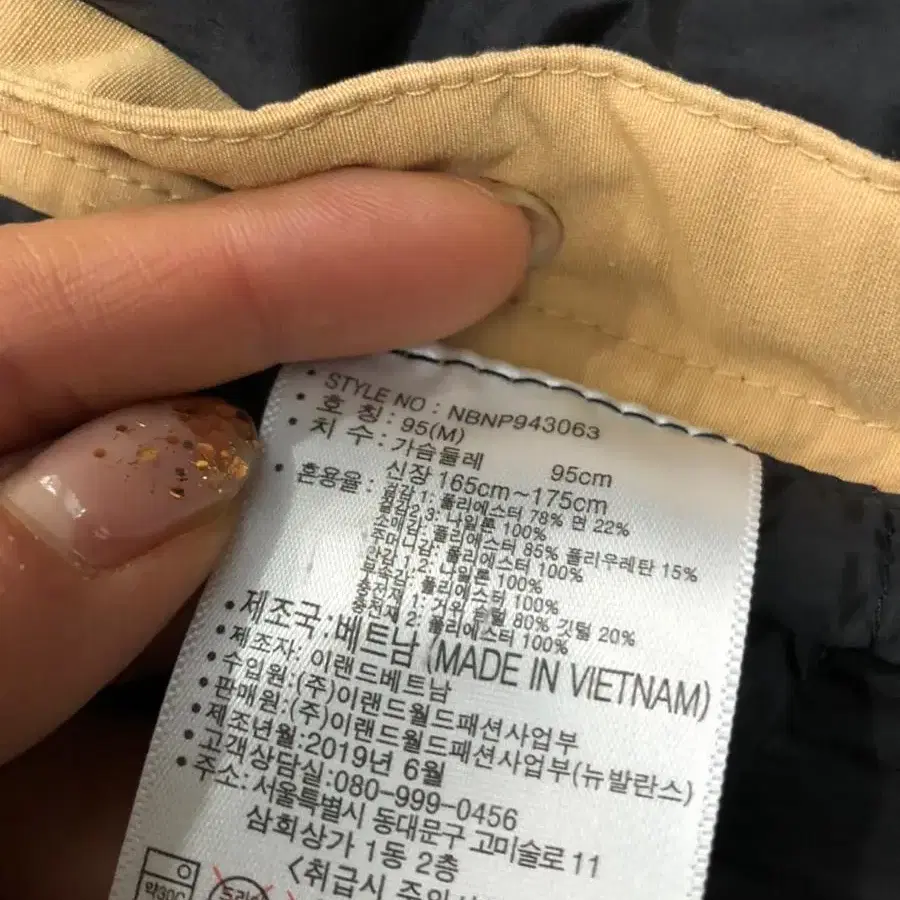 • STYLE NO : NBNP943063
• 호 칭 : 95(M)
• 치 수 : 가슴둘레 95cm
신장 165cm~175cm
• 혼용율 : 겉감1: 폴리에스터 78% 면 22%
겉감2.3: 나일론 100%
소매감: 폴리에스터 85% 폴리우레탄 15%
주머니감: 폴리에스터 100%
안감1.2: 나일론 100%
폴리에스터 100%
충전재1: 거위 솜털 80% 깃털 20%
충전재2: 폴리에스터 100%
• 제조국 : 베트남 (MADE IN VIETNAM)
• 제조자: 이랜드베트남
• 수입원:(주)이랜드월드패션사업부
• 판매원:(주)이랜드월드패션사업부(뉴발란스)
• 제조년월:2019년 6월
• 고객상담실:080-999-0456
• 주소: 서울특별시 동대문구 고미술로 11
삼희상가 1동 2층
<취급시 주의
약30C 드라이